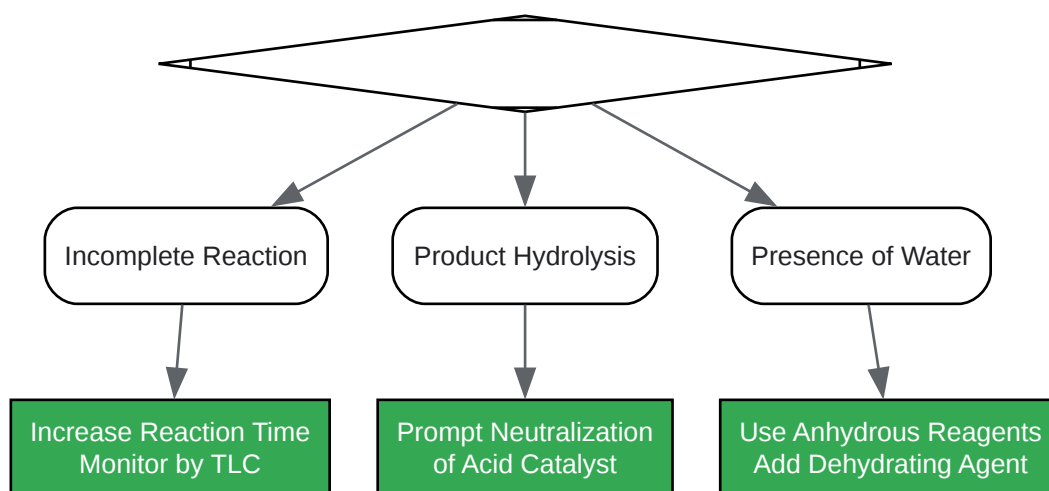 Incomplete Reaction
Product Hydrolysis
Presence of Water
Increase Reaction Time
Monitor by TLC
Prompt Neutralization
of Acid Catalyst
Use Anhydrous Reagents
Add Dehydrating Agent